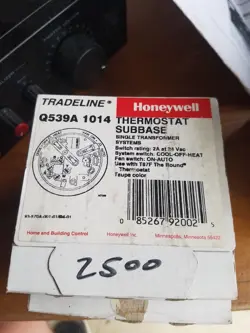 TRADELINE®
Honeywell
Q539A 1014
THERMOSTAT
SUBBASE
SINGLE TRANSFORMER
SYSTEMS
Switch rating: 2A at 30 Vac
System switch: COOL-OFF-HEAT
Fan switch: ON-AUTO
Use with T87F The Round®
Thermostat
Taupe color
0 85267 92002 5
Home and Building Control
Honeywell Inc.
Minneapolis, Minnesota 55422
2500